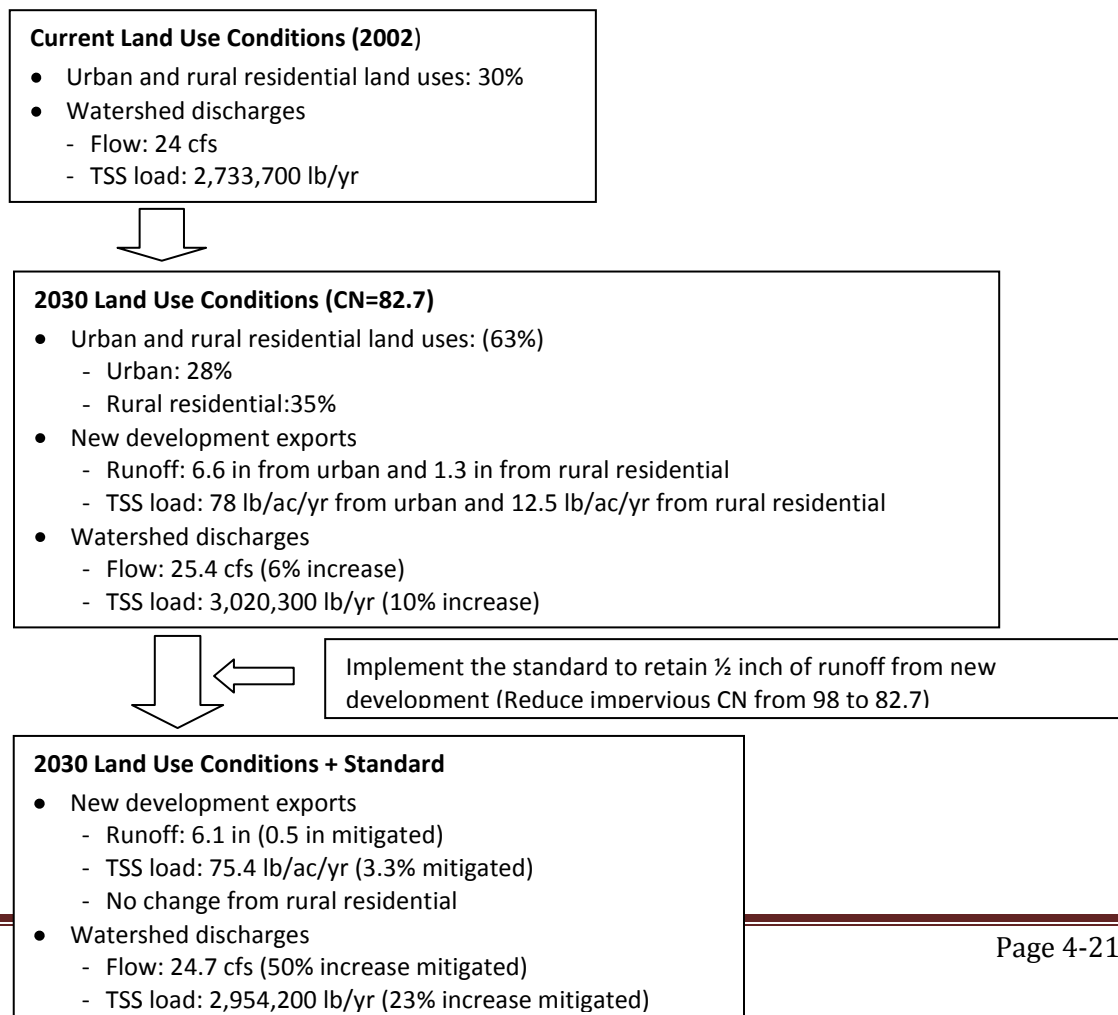 Current Land Use Conditions (2002)
● Urban and rural residential land uses: 30%
● Watershed discharges
- Flow: 24 cfs
- TSS load: 2,733,700 lb/yr
2030 Land Use Conditions (CN=82.7)
● Urban and rural residential land uses: (63%)
- Urban: 28%
- Rural residential:35%
● New development exports
- Runoff: 6.6 in from urban and 1.3 in from rural residential
- TSS load: 78 lb/ac/yr from urban and 12.5 lb/ac/yr from rural residential
● Watershed discharges
- Flow: 25.4 cfs (6% increase)
- TSS load: 3,020,300 lb/yr (10% increase)
Implement the standard to retain ½ inch of runoff from new
development (Reduce impervious CN from 98 to 82.7)
2030 Land Use Conditions + Standard
● New development exports
- Runoff: 6.1 in (0.5 in mitigated)
- TSS load: 75.4 lb/ac/yr (3.3% mitigated)
- No change from rural residential
● Watershed discharges
- Flow: 24.7 cfs (50% increase mitigated)
- TSS load: 2,954,200 lb/yr (23% increase mitigated)
Page 4-21